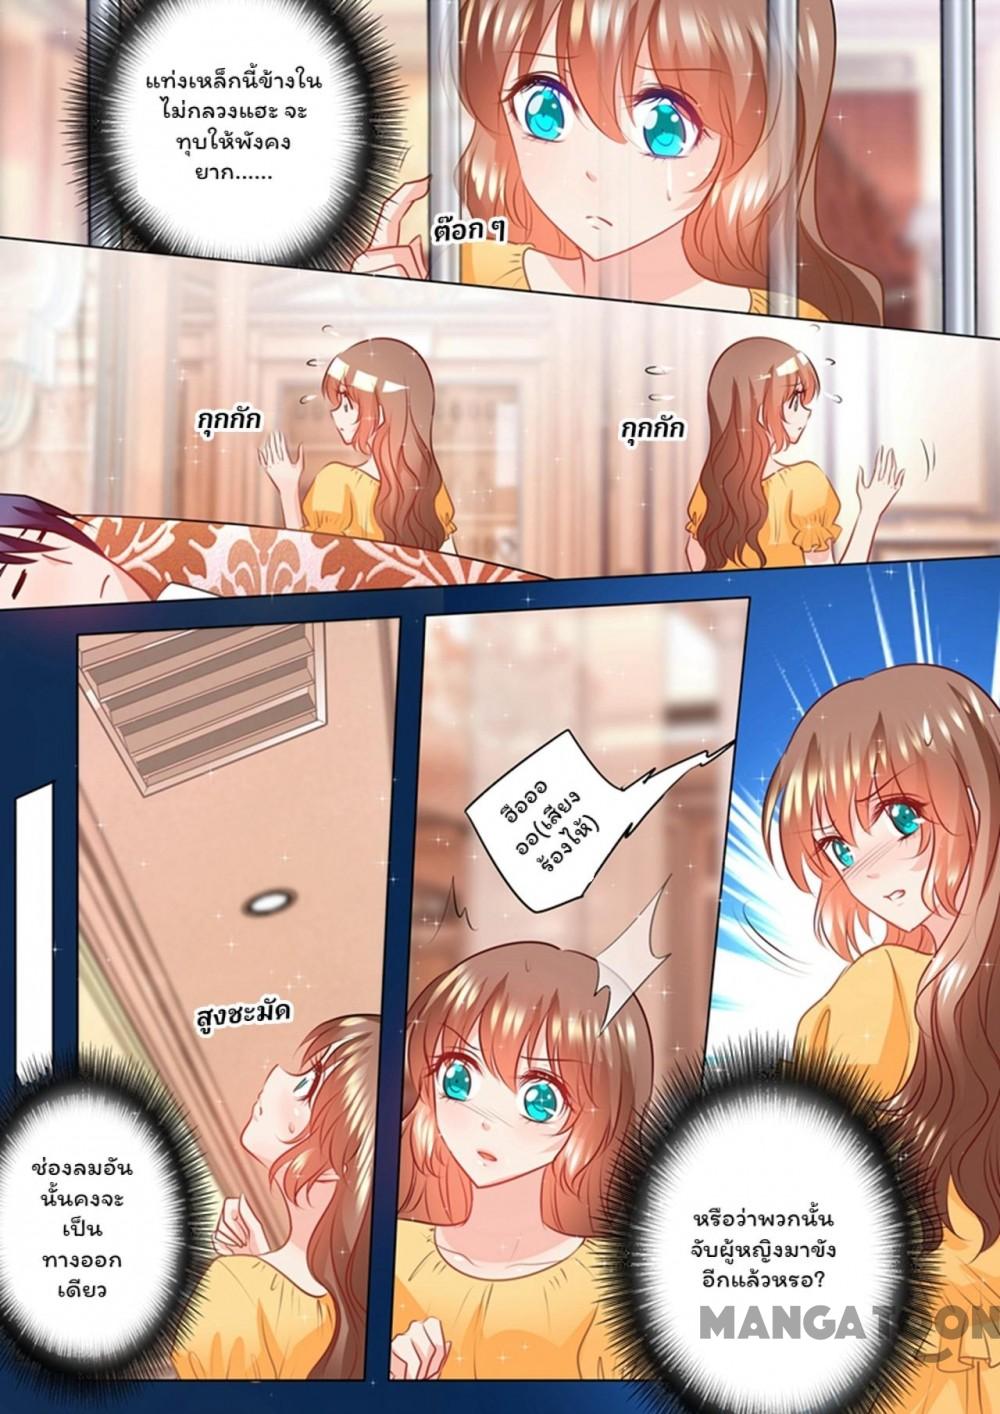 แท่งเหล็กนี้ข้างใน
ไม่กลวงแฮะ จะ
ทุบให้พังคง
ยาก......
ต๊อก ๆ
กุกกัก
กุกกัก
สูงชะมัด
ช่องลมอัน
นั้นคงจะ
เป็น
ทางออก
เดียว
ฮือออ
ออ(เสียง
ร้องไห้)
หรือว่าพวกนั้น
จับผู้หญิงมาขัง
อีกแล้วหรอ?
MANGATOON